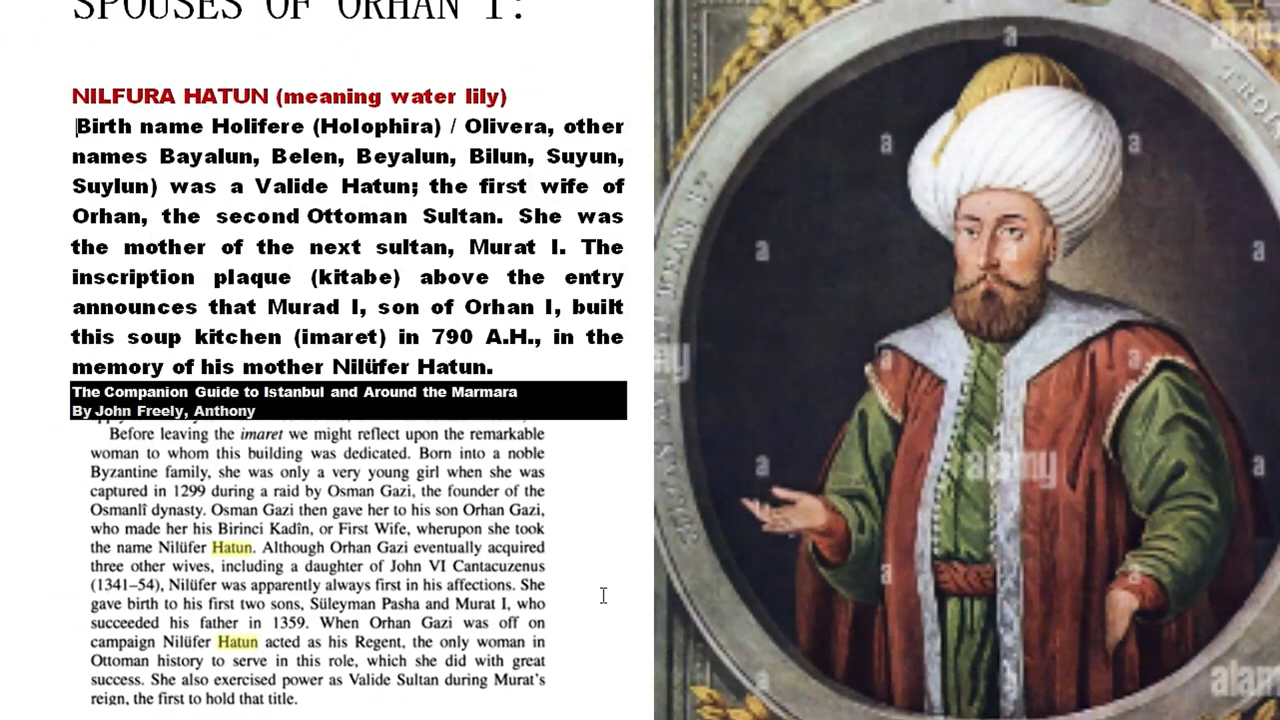 SPOUSES OF ORHAN I:
NILFURA HATUN (meaning water lily)
Birth name Holifere (Holophira) / Olivera, other
names Bayalun, Belen, Beyalun, Bilun, Suyun,
Suylun) was a Valide Hatun; the first wife of
Orhan, the second Ottoman Sultan. She was
the mother of the next sultan, Murat I. The
inscription plaque (kitabe) above the entry
announces that Murad I, son of Orhan I, built
this soup kitchen (imaret) in 790 A.H., in the
memory of his mother Nilüfer Hatun.
The Companion Guide to Istanbul and Around the Marmara
By John Freely, Anthony
Before leaving the imaret we might reflect upon the remarkable
woman to whom this building was dedicated. Born into a noble
Byzantine family, she was only a very young girl when she was
captured in 1299 during a raid by Osman Gazi, the founder of the
Osmanlî dynasty. Osman Gazi then gave her to his son Orhan Gazi,
who made her his Birinci Kadîn, or First Wife, wherupon she took
the name Nilüfer Hatun. Although Orhan Gazi eventually acquired
three other wives, including a daughter of John VI Cantacuzenus
(1341–54), Nilüfer was apparently always first in his affections. She
gave birth to his first two sons, Süleyman Pasha and Murat I, who
succeeded his father in 1359. When Orhan Gazi was off on
campaign Nilüfer Hatun acted as his Regent, the only woman in
Ottoman history to serve in this role, which she did with great
success. She also exercised power as Valide Sultan during Murat's
reign, the first to hold that title.
a
a
alamy
a
a
a
a
alamy
a
a
alamy
a
a
a
a
a
alamy